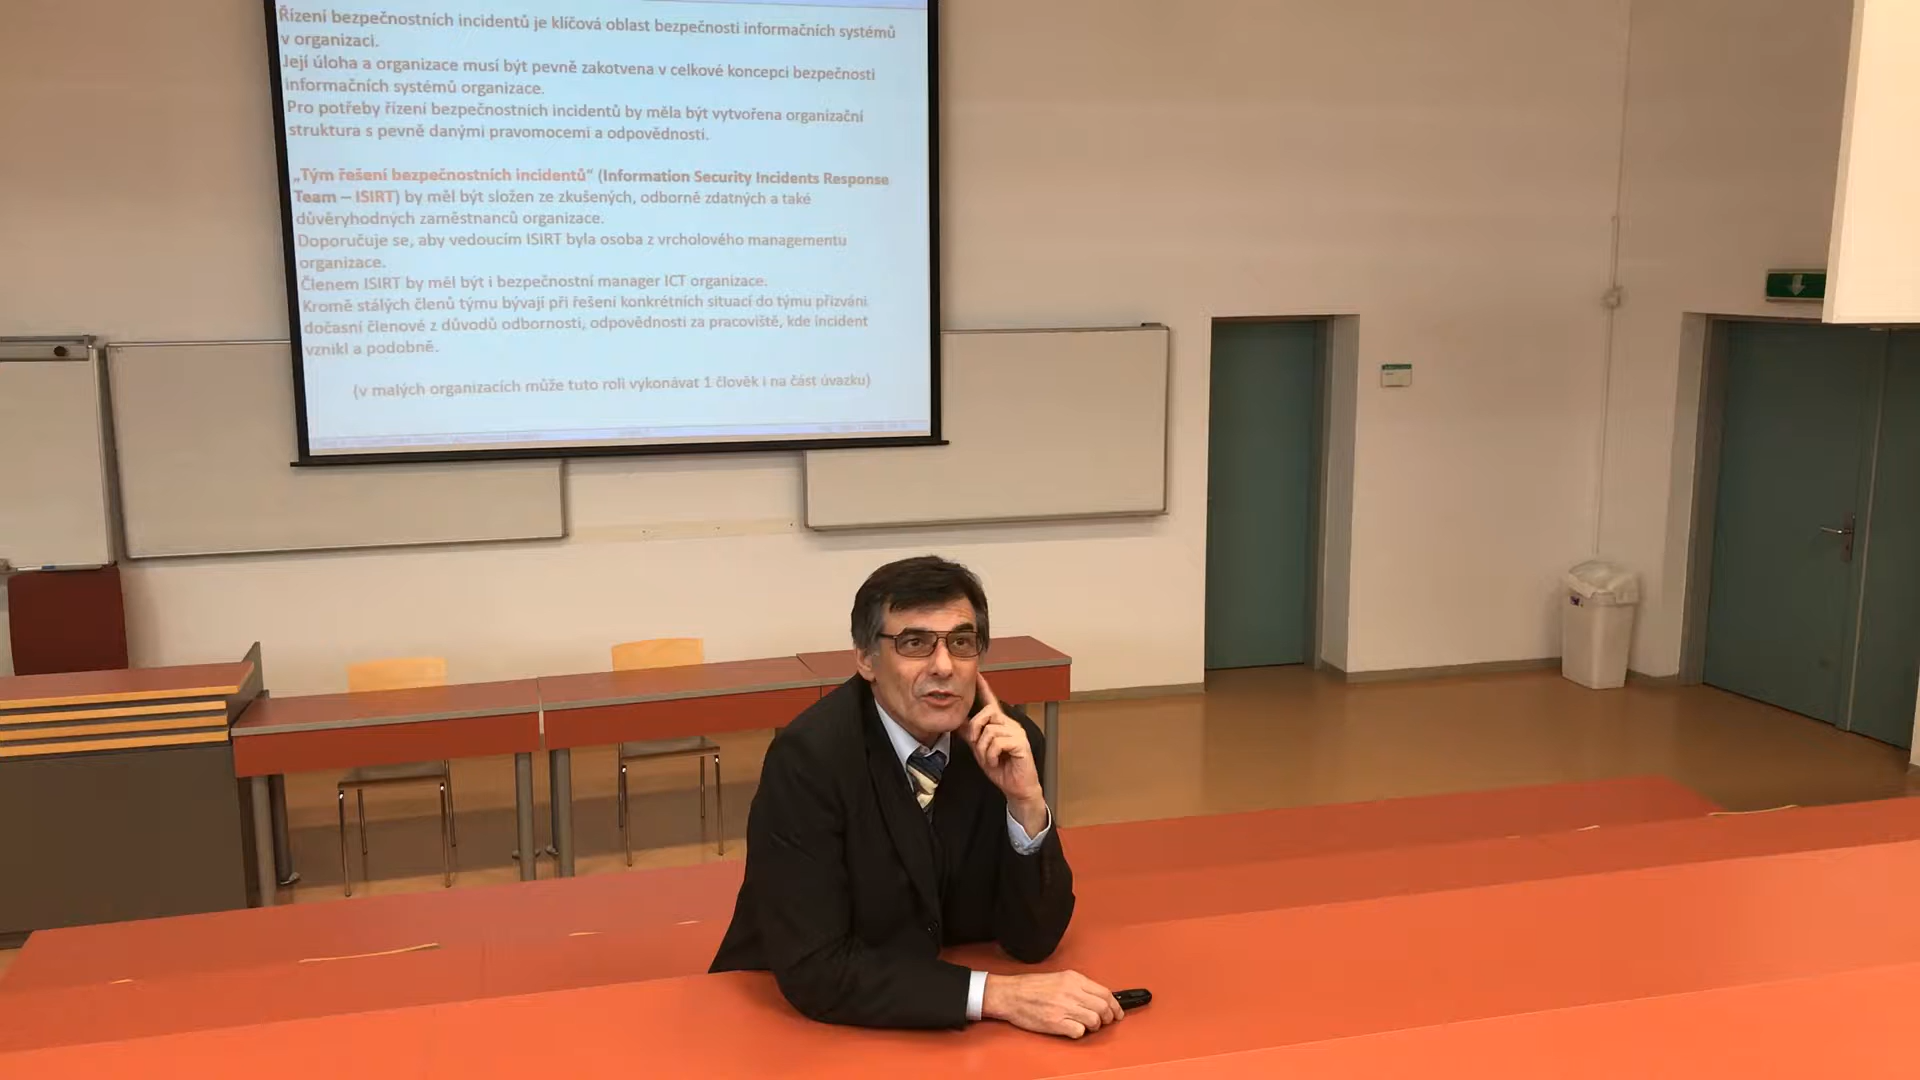 Řízení bezpečnostních incidentů je klíčová oblast bezpečnosti informačních systémů
v organizaci.
Její úloha a organizace musí být pevně zakotvena v celkové koncepci bezpečnosti
informačních systémů organizace.
Pro potřeby řízení bezpečnostních incidentů by měla být vytvořena organizační
struktura s pevně danými pravomocemi a odpovědností.
„Tým řešení bezpečnostních incidentů“ (Information Security Incidents Response
Team – ISIRT) by měl být složen ze zkušených, odborně zdatných a také
důvěryhodných zaměstnanců organizace.
Doporučuje se, aby vedoucím ISIRT byla osoba z vrcholového managementu
organizace.
Členem ISIRT by měl být i bezpečnostní manager ICT organizace.
Kromě stálých členů týmu bývají při řešení konkrétních situací do týmu přizváni
dočasní členové z důvodů odbornosti, odpovědnosti za pracoviště, kde incident
vznikl a podobně.
(v malých organizacích může tuto roli vykonávat 1 člověk i na část úvazku)